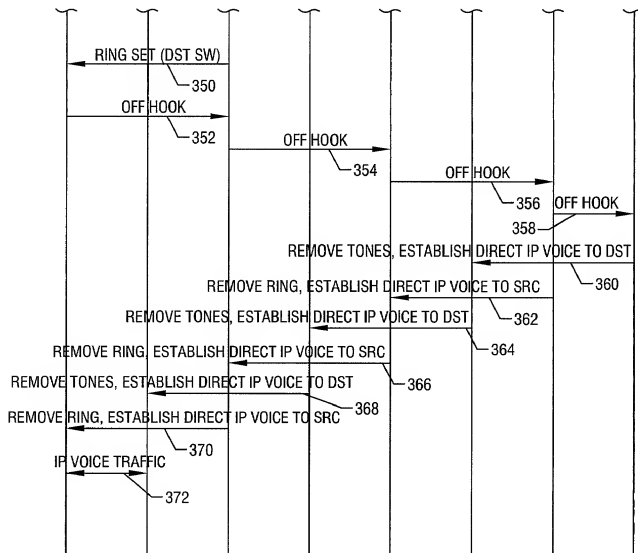 RING SET (DST SW)
350
OFF HOOK
352
OFF HOOK
354
OFF HOOK
356
OFF HOOK
358
REMOVE TONES, ESTABLISH DIRECT IP VOICE TO DST
360
REMOVE RING, ESTABLISH DIRECT IP VOICE TO SRC
362
REMOVE TONES, ESTABLISH DIRECT IP VOICE TO DST
364
REMOVE RING, ESTABLISH DIRECT IP VOICE TO SRC
366
REMOVE TONES, ESTABLISH DIRECT IP VOICE TO DST
368
REMOVE RING, ESTABLISH DIRECT IP VOICE TO SRC
370
IP VOICE TRAFFIC
372